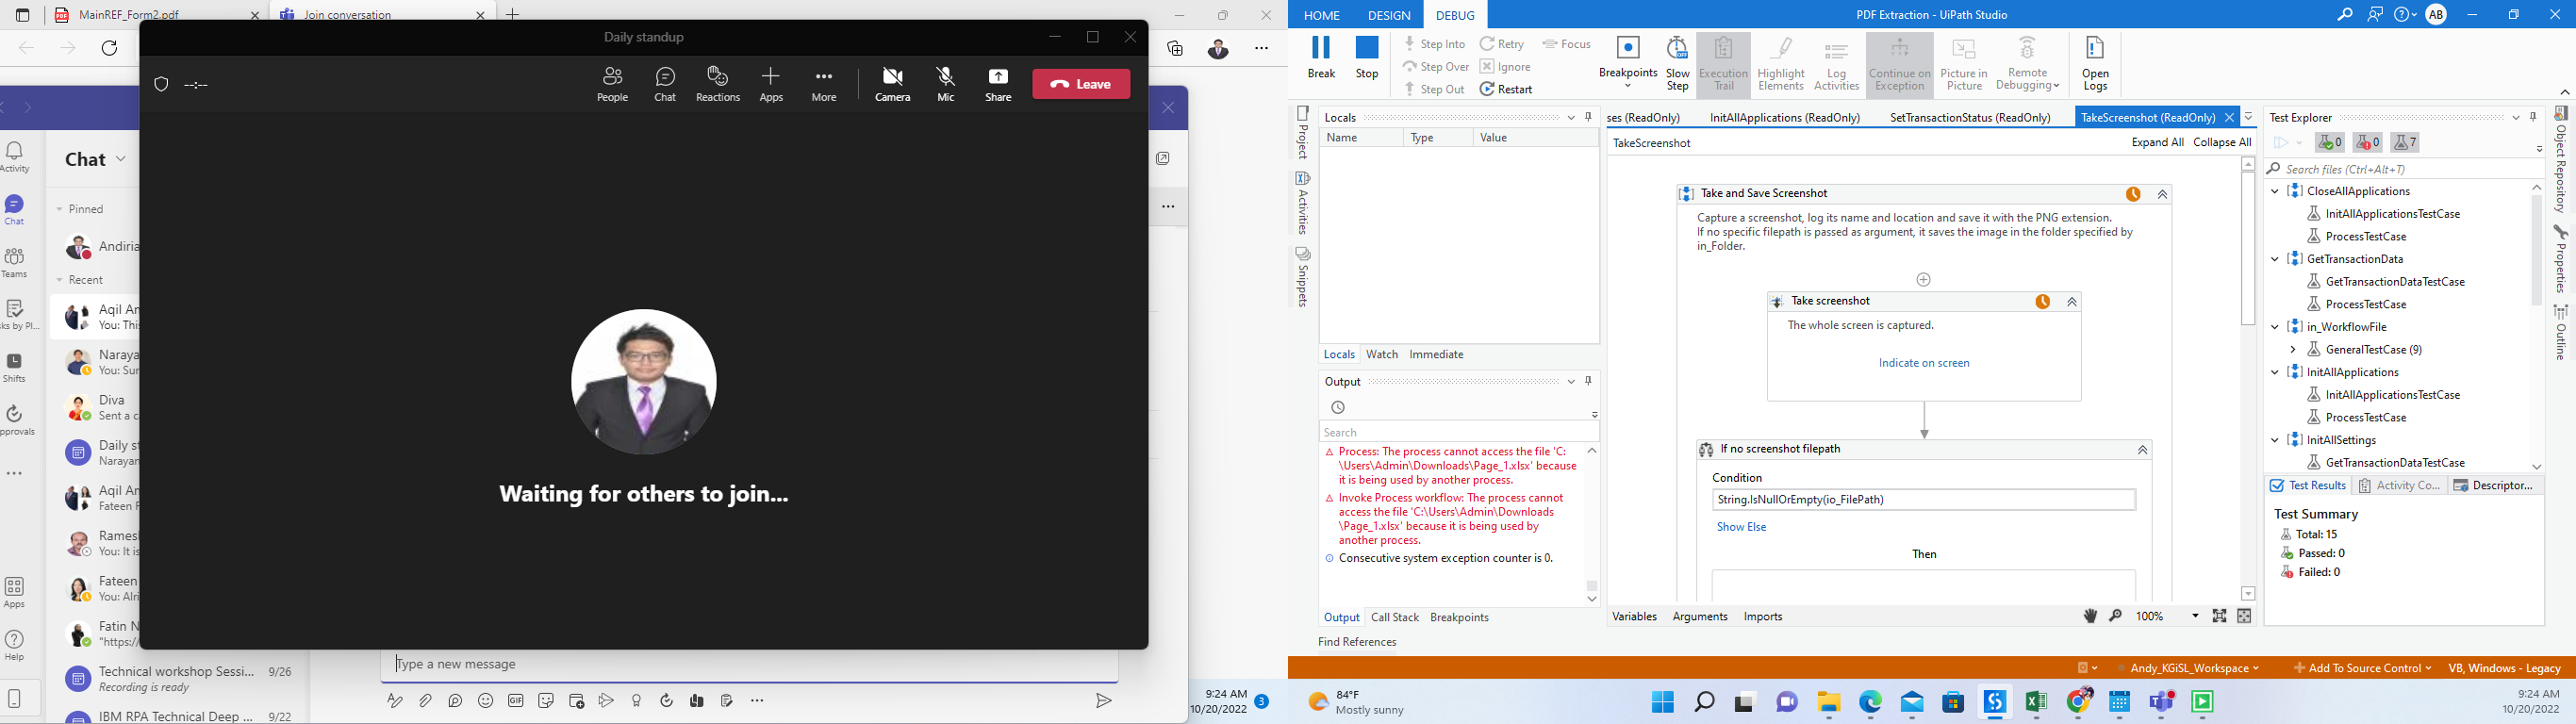 MainREF_Form2.pdf
Join conversation
Daily standup
--:--
People
Chat
Reactions
Apps
More
Camera
Mic
Share
Leave
Activity
Chat
Teams
Shifts
Apps
Help
Chat
Pinned
Recent
Aqil An
Naraya
You: Sur
Diva
Sent a c
Daily st
Narayan
Aqil An
Fateen F
Rames
You: It is
Fateen
You: Alri
Fatin N
"https:/
Technical workshop Sessi... 9/26
Recording is ready
IBM RPA Technical Deep ... 9/22
Waiting for others to join...
Type a new message
9:24 AM
10/20/2022
3
HOME DESIGN DEBUG
PDF Extraction - UiPath Studio
AB
Break
Stop
Step Into
Step Over
Step Out
Retry
Ignore
Restart
Focus
Breakpoints
Slow
Step
Execution
Trail
Highlight
Elements
Log
Activities
Continue on
Exception
Picture in
Picture
Remote
Debugging
Open
Logs
Project
Activities
Snippets
Locals
Name Type Value
Locals Watch Immediate
Output
Search
Process: The process cannot access the file 'C:
\Users\Admin\Downloads\Page_1.xlsx' because
it is being used by another process.
Invoke Process workflow: The process cannot
access the file 'C:\Users\Admin\Downloads
\Page_1.xlsx' because it is being used by
another process.
Consecutive system exception counter is 0.
Output Call Stack Breakpoints
Find References
ses (ReadOnly) InitAllApplications (ReadOnly) SetTransactionStatus (ReadOnly) TakeScreenshot (ReadOnly)
TakeScreenshot
Expand All Collapse All
Take and Save Screenshot
Capture a screenshot, log its name and location and save it with the PNG extension.
If no specific filepath is passed as argument, it saves the image in the folder specified by
in_Folder.
Take screenshot
The whole screen is captured.
Indicate on screen
If no screenshot filepath
Condition
String.IsNullOrEmpty(io_FilePath)
Show Else
Then
Variables Arguments Imports
100%
Test Explorer
0 0 7
Search files (Ctrl+Alt+T)
CloseAllApplications
InitAllApplicationsTestCase
ProcessTestCase
GetTransactionData
GetTransactionDataTestCase
ProcessTestCase
in_WorkflowFile
GeneralTestCase (9)
InitAllApplications
InitAllApplicationsTestCase
ProcessTestCase
InitAllSettings
GetTransactionDataTestCase
Test Results Activity Co... Descriptor...
Test Summary
Total: 15
Passed: 0
Failed: 0
Object Repository
Properties
Outline
Andy_KGiSL_Workspace
Add To Source Control
VB, Windows - Legacy
84°F
Mostly sunny
9:24 AM
10/20/2022